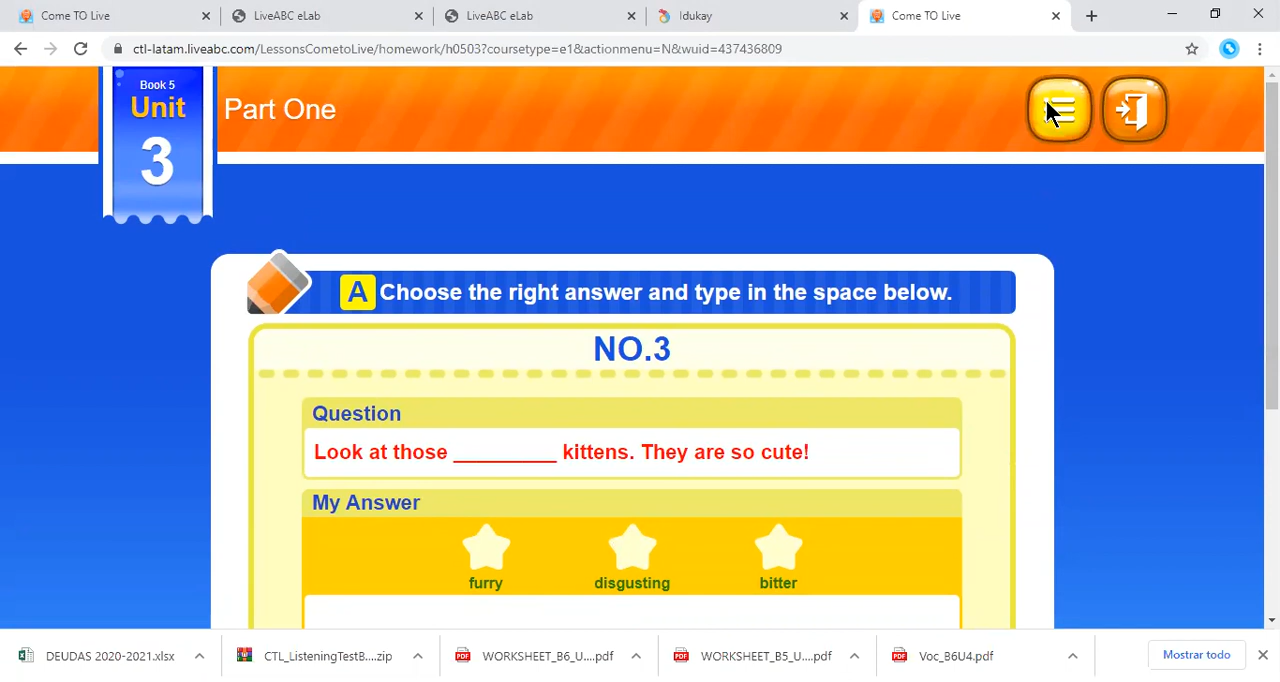 Come TO Live
LiveABC eLab
LiveABC eLab
Idukay
Come TO Live
ctl-latam.liveabc.com/LessonsCometoLive/homework/h0503?coursetype=e1&actionmenu=N&wuid=437436809
Book 5
Unit
3
Part One
A Choose the right answer and type in the space below.
NO.3
Question
Look at those _________ kittens. They are so cute!
My Answer
furry disgusting bitter
DEUDAS 2020-2021.xlsx
CTL_ListeningTestB....zip
WORKSHEET_B6_U....pdf
WORKSHEET_B5_U....pdf
Voc_B6U4.pdf
Mostrar todo